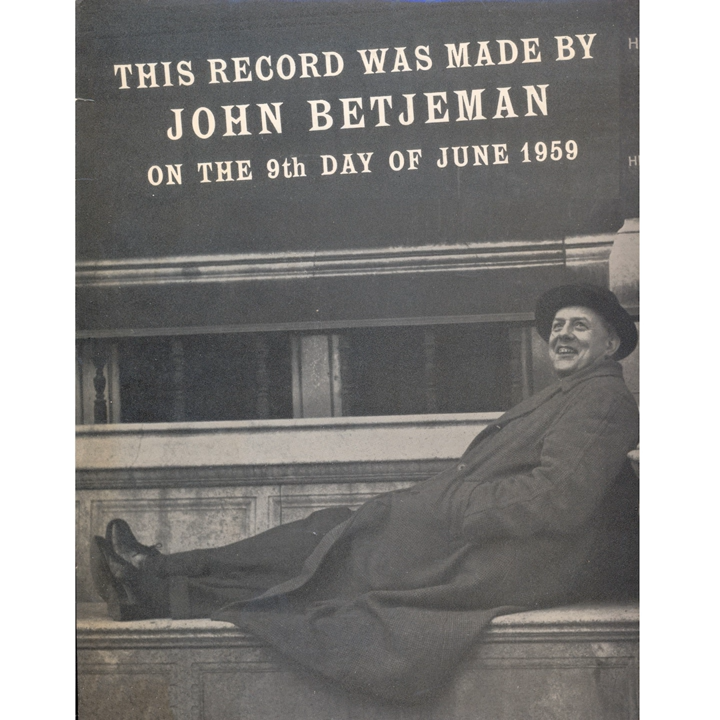 THIS RECORD WAS MADE BY
JOHN BETJEMAN
ON THE 9th DAY OF JUNE 1959